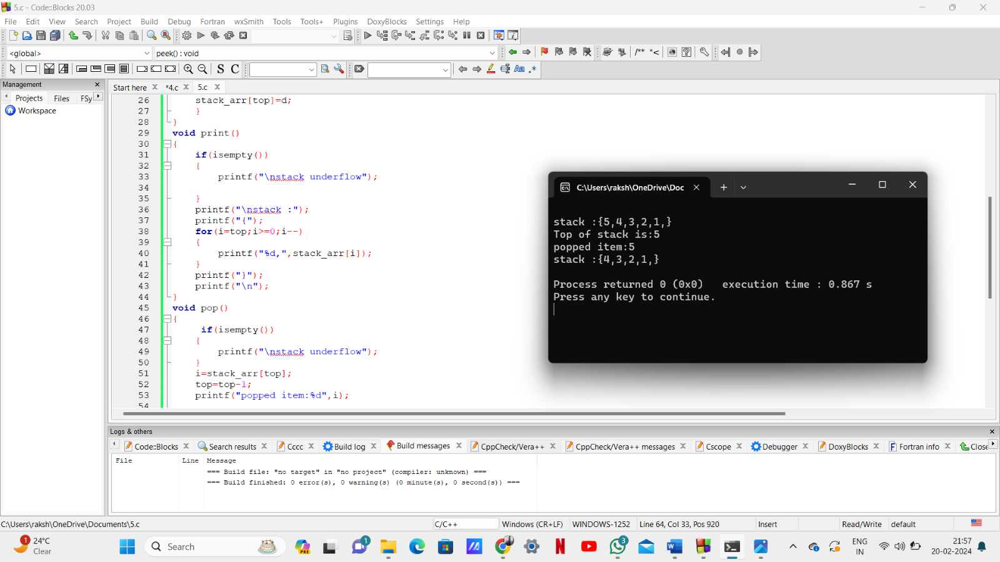 5.c - Code::Blocks 20.03
File Edit View Search Project Build Debug Fortran wxSmith Tools Tools+ Plugins DoxyBlocks Settings Help
<global> peek() : void
/** *<
S C Aa .*
Management
Projects Files FSy
Workspace
Start here *4.c 5.c
26 stack_arr[top]=d;
27 }
28 }
29 void print()
30 {
31 if(isempty())
32 {
33 printf("\nstack underflow");
34
35 }
36 printf("\nstack :");
37 printf("{");
38 for(i=top;i>=0;i--)
39 {
40 printf("%d,",stack_arr[i]);
41 }
42 printf("}");
43 printf("\n");
44 }
45 void pop()
46 {
47 if(isempty())
48 {
49 printf("\nstack underflow");
50 }
51 i=stack_arr[top];
52 top=top-1;
53 printf("popped item:%d",i);
54
C:\Users\raksh\OneDrive\Doc
stack :{5,4,3,2,1,}
Top of stack is:5
popped item:5
stack :{4,3,2,1,}
Process returned 0 (0x0) execution time : 0.867 s
Press any key to continue.
Logs & others
Code::Blocks Search results Cccc Build log Build messages CppCheck/Vera++ CppCheck/Vera++ messages Cscope Debugger DoxyBlocks Fortran info Close
File Line Message
=== Build file: "no target" in "no project" (compiler: unknown) ===
=== Build finished: 0 error(s), 0 warning(s) (0 minute(s), 0 second(s)) ===
C:\Users\raksh\OneDrive\Documents\5.c C/C++ Windows (CR+LF) WINDOWS-1252 Line 64, Col 33, Pos 920 Insert Read/Write default
1 24°C
Clear
Search
PRE 1 3
ENG
IN
21:57
20-02-2024